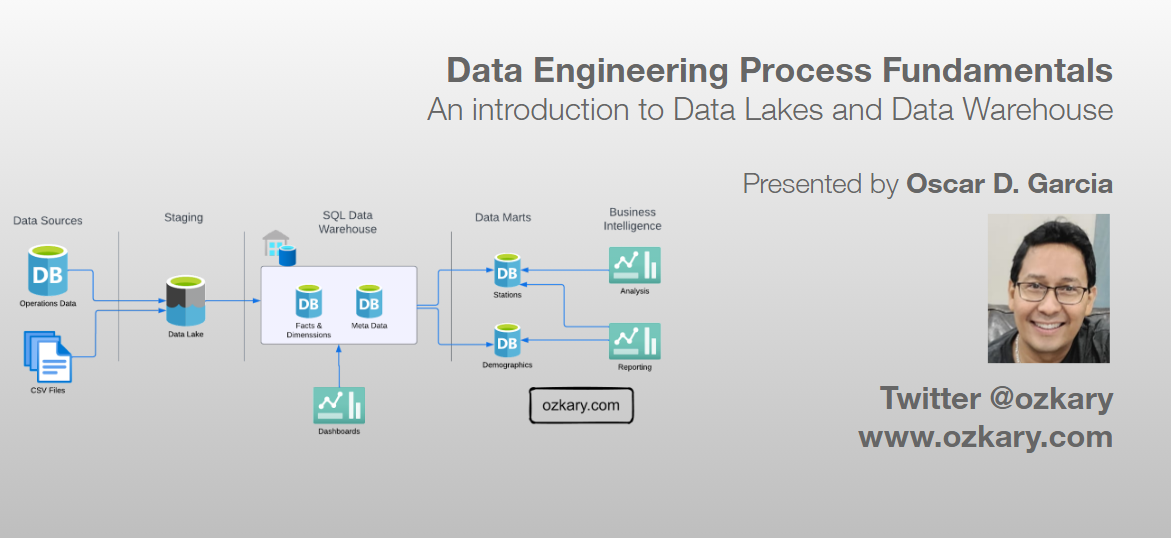 Data Engineering Process Fundamentals
An introduction to Data Lakes and Data Warehouse
Presented by Oscar D. Garcia
Data Sources
Staging
SQL Data
Warehouse
Data Marts
Business
Intelligence
DB
Operations Data
CSV Files
Data Lake
DB
Facts &
Dimenssions
DB
Meta Data
Dashboards
DB
Stations
DB
Demographics
Analysis
Reporting
ozkary.com
Twitter @ozkary
www.ozkary.com